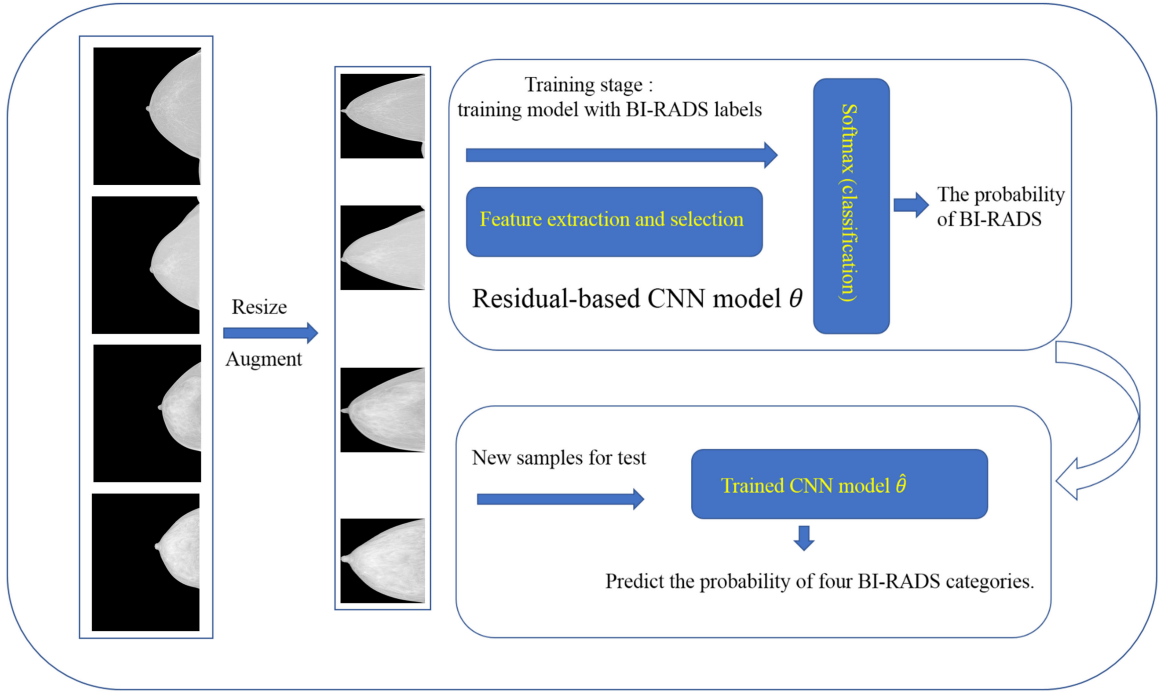 Resize
Augment
Training stage :
training model with BI-RADS labels
Feature extraction and selection
Residual-based CNN model θ
Softmax (classification)
The probability
of BI-RADS
New samples for test
Trained CNN model θ̂
Predict the probability of four BI-RADS categories.